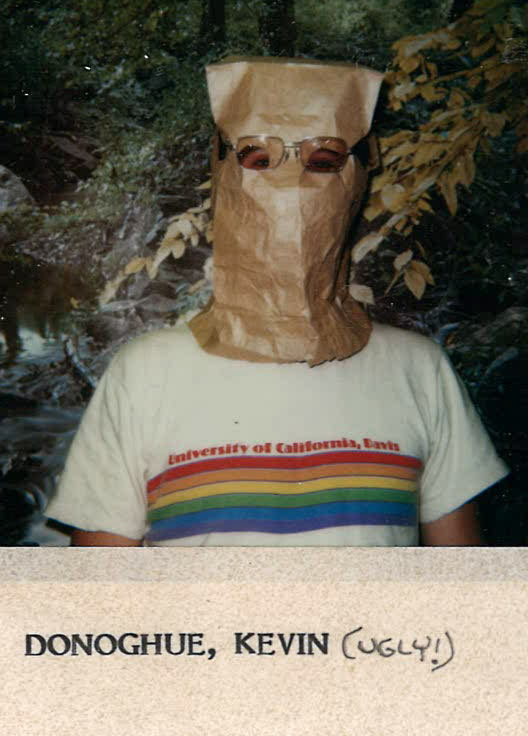 University of California, Davis
DONOGHUE, KEVIN (UGLY!)